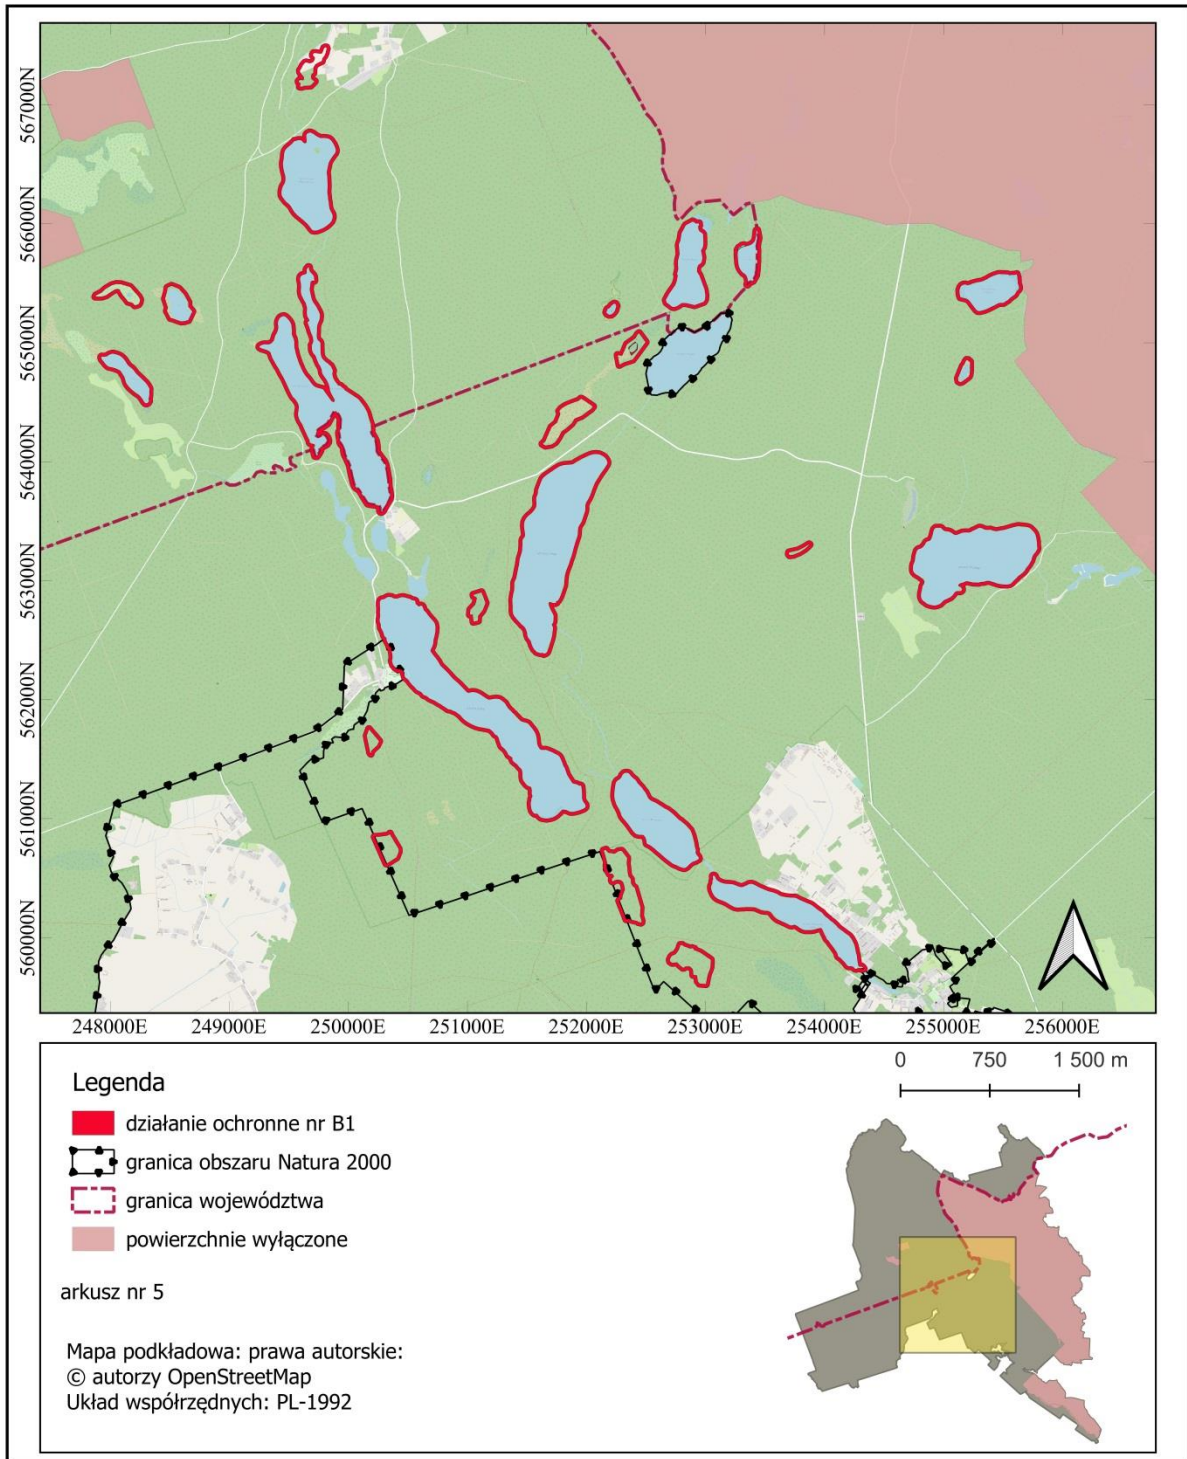 567000N
566000N
565000N
564000N
563000N
562000N
561000N
560000N
248000E 249000E 250000E 251000E 252000E 253000E 254000E 255000E 256000E
Legenda
działanie ochronne nr B1
granica obszaru Natura 2000
granica województwa
powierzchnie wyłączone
arkusz nr 5
Mapa podkładowa: prawa autorskie:
© autorzy OpenStreetMap
Układ współrzędnych: PL-1992
0 750 1 500 m